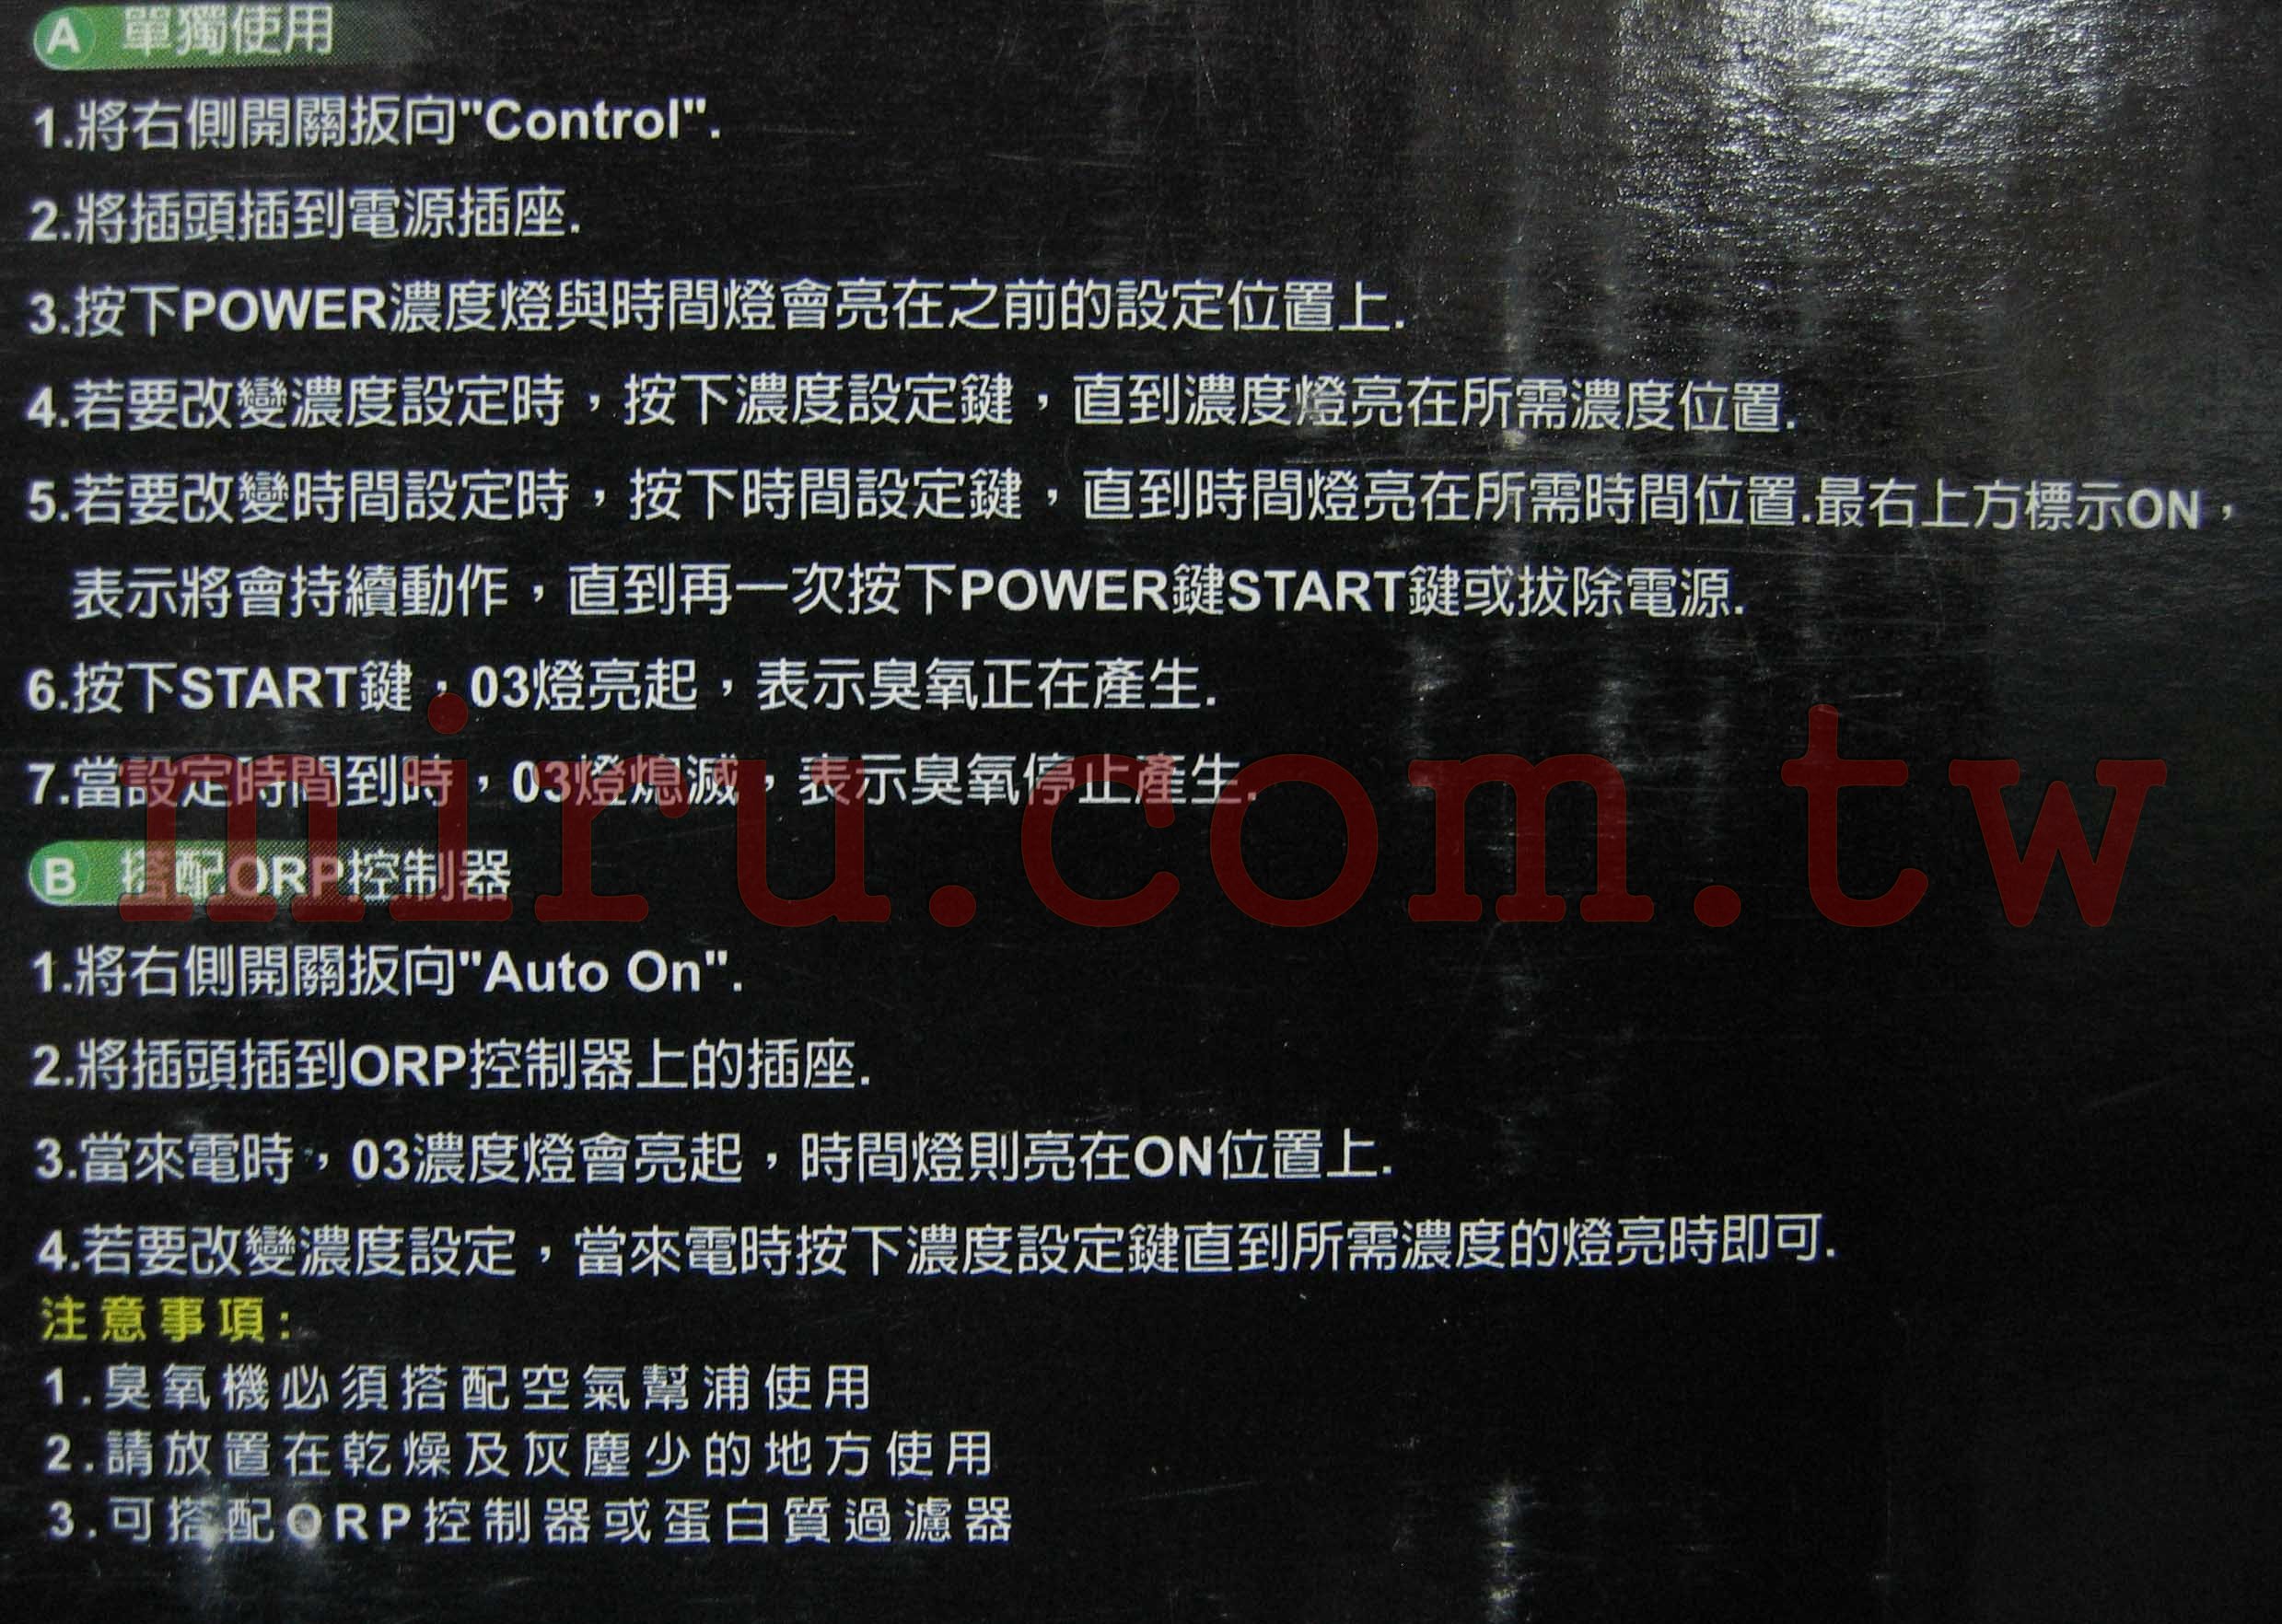 A 單獨使用
1.將右側開關扳向"Control".
2.將插頭插到電源插座.
3.按下POWER濃度燈與時間燈會亮在之前的設定位置上.
4.若要改變濃度設定時，按下濃度設定鍵，直到濃度燈亮在所需濃度位置.
5.若要改變時間設定時，按下時間設定鍵，直到時間燈亮在所需時間位置.最右上方標示ON，
表示將會持續動作，直到再一次按下POWER鍵START鍵或拔除電源.
6.按下START鍵，03燈亮起，表示臭氧正在產生.
7.當設定時間到時，03燈熄滅，表示臭氧停止產生.
miru.com.tw
B 搭配ORP控制器
1.將右側開關扳向"Auto On".
2.將插頭插到ORP控制器上的插座.
3.當來電時，03濃度燈會亮起，時間燈則亮在ON位置上.
4.若要改變濃度設定，當來電時按下濃度設定鍵直到所需濃度的燈亮時即可.
注意事項:
1.臭氧機必須搭配空氣幫浦使用
2.請放置在乾燥及灰塵少的地方使用
3.可搭配ORP控制器或蛋白質過濾器